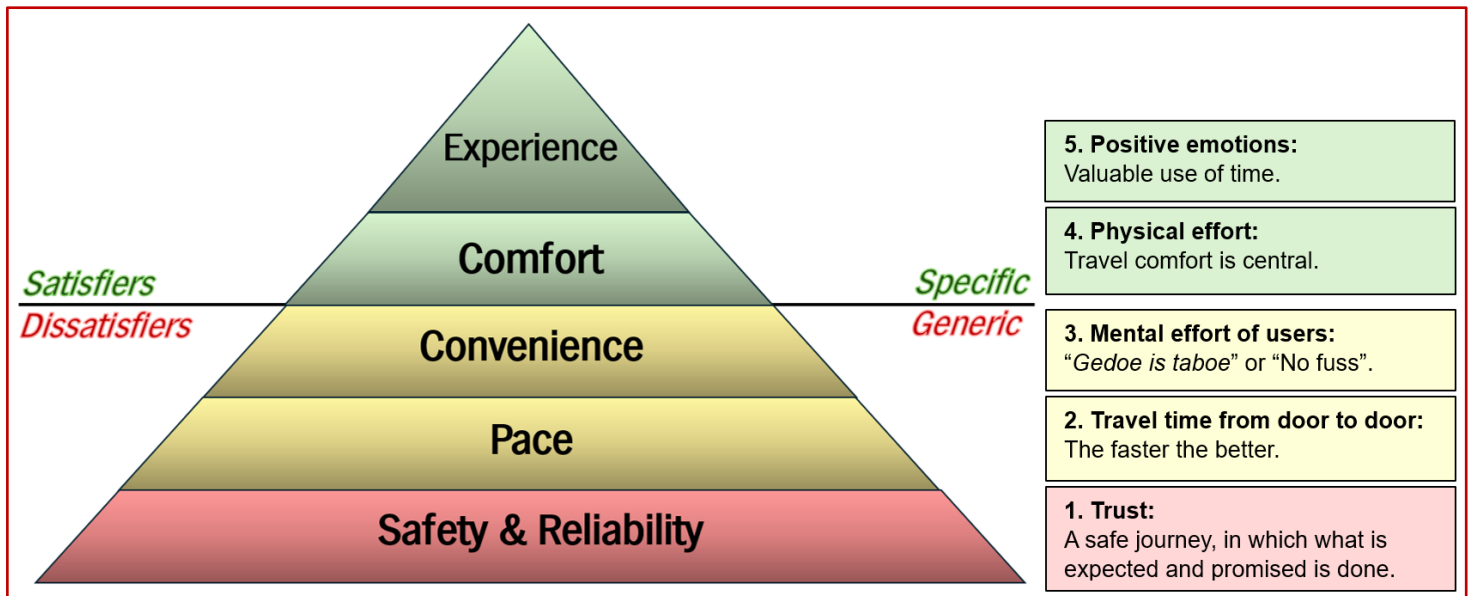 Experience
Comfort
Convenience
Pace
Safety & Reliability
Satisfiers
Dissatisfiers
Specific
Generic
5. Positive emotions:
Valuable use of time.
4. Physical effort:
Travel comfort is central.
3. Mental effort of users:
“Gedoe is taboe” or “No fuss”.
2. Travel time from door to door:
The faster the better.
1. Trust:
A safe journey, in which what is
expected and promised is done.